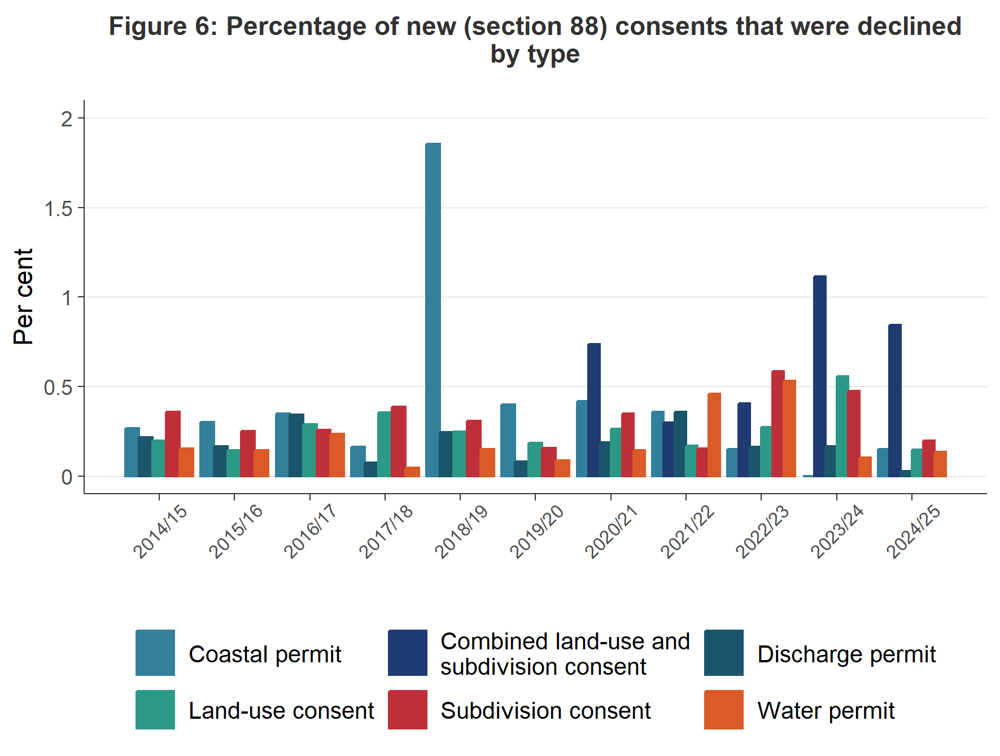 Figure 6: Percentage of new (section 88) consents that were declined
by type
Per cent
2
1.5
1
0.5
0
2014/15
2015/16
2016/17
2017/18
2018/19
2019/20
2020/21
2021/22
2022/23
2023/24
2024/25
Coastal permit
Combined land-use and
subdivision consent
Discharge permit
Land-use consent
Subdivision consent
Water permit